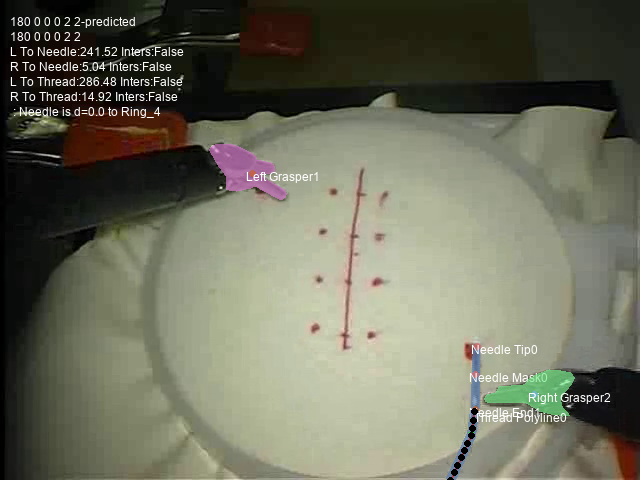 180 0 0 0 2 2-predicted
180 0 0 0 2 2
L To Needle:241.52 Inters:False
R To Needle:5.04 Inters:False
L To Thread:286.48 Inters:False
R To Thread:14.92 Inters:False
: Needle is d=0.0 to Ring_4
Left Grasper1
Needle Tip0
Needle Mask0
Right Grasper2
Needle End1
Thread Polyline0